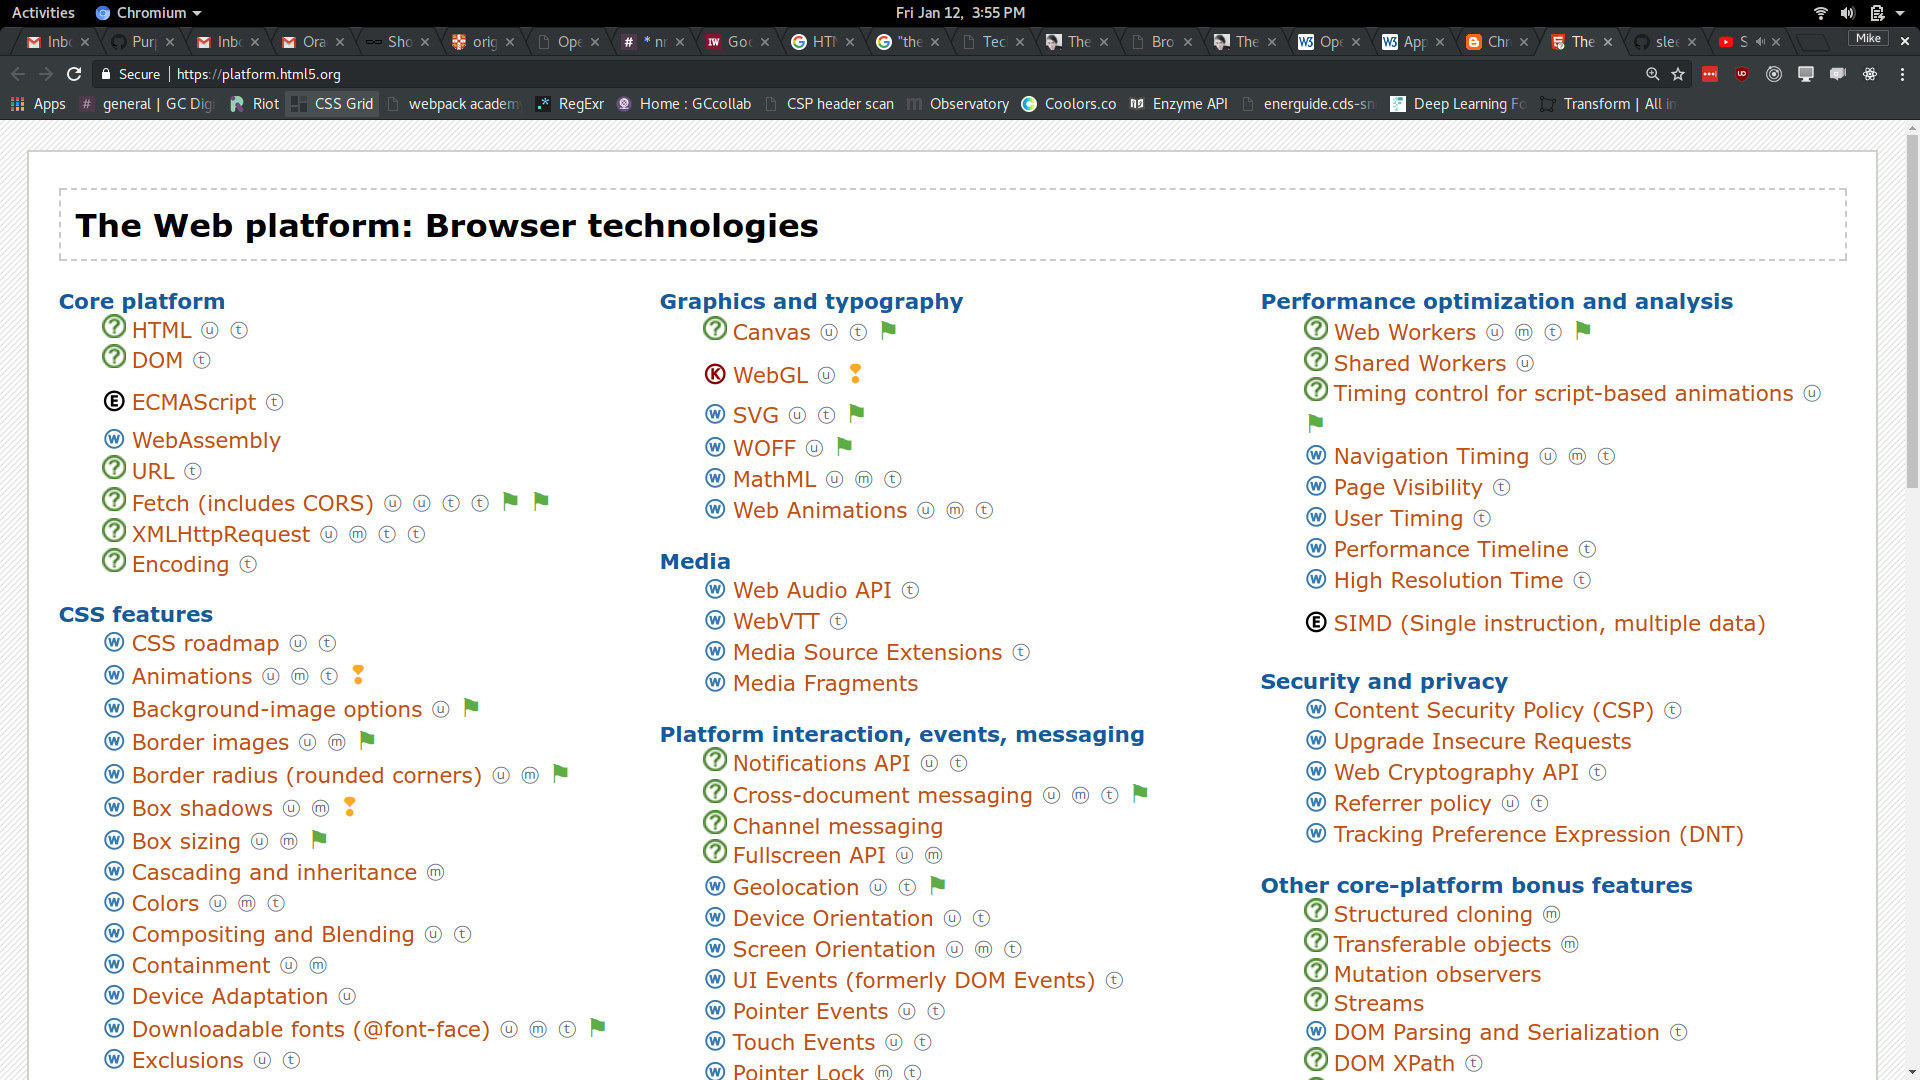 Activities Chromium Fri Jan 12, 3:55 PM
Inb Pur Inb Ora Sho orig Ope * nr Goo HTM "the Tec The Bro The Ope App Chr The slee S Mike
Secure https://platform.html5.org
Apps general | GC Digi Riot CSS Grid webpack academ RegExr Home : GCcollab CSP header scan Observatory Coolors.co Enzyme API energuide.cds-sn Deep Learning Fo Transform | All in
The Web platform: Browser technologies
Core platform
? HTML u t
? DOM t
E ECMAScript t
W WebAssembly
? URL t
? Fetch (includes CORS) u u t t
? XMLHttpRequest u m t t
? Encoding t
CSS features
W CSS roadmap u t
W Animations u m t
W Background-image options u
W Border images u m
W Border radius (rounded corners) u m
W Box shadows u m
W Box sizing u m
W Cascading and inheritance m
W Colors u m t
W Compositing and Blending u t
W Containment u m
W Device Adaptation u
W Downloadable fonts (@font-face) u m t
W Exclusions u t
Graphics and typography
? Canvas u t
K WebGL u
W SVG u t
W WOFF u
W MathML u m t
W Web Animations u m t
Media
W Web Audio API t
W WebVTT t
W Media Source Extensions t
W Media Fragments
Platform interaction, events, messaging
? Notifications API u t
? Cross-document messaging u m t
? Channel messaging
? Fullscreen API u m
W Geolocation u t
W Device Orientation u t
W Screen Orientation u m t
W UI Events (formerly DOM Events) t
W Pointer Events u t
W Touch Events u t
W Pointer Lock m t
Performance optimization and analysis
? Web Workers u m t
? Shared Workers u
? Timing control for script-based animations u
W Navigation Timing u m t
W Page Visibility t
W User Timing t
W Performance Timeline t
W High Resolution Time t
E SIMD (Single instruction, multiple data)
Security and privacy
W Content Security Policy (CSP) t
W Upgrade Insecure Requests
W Web Cryptography API t
W Referrer policy u t
W Tracking Preference Expression (DNT)
Other core-platform bonus features
? Structured cloning m
? Transferable objects m
? Mutation observers
? Streams
W DOM Parsing and Serialization t
? DOM XPath t